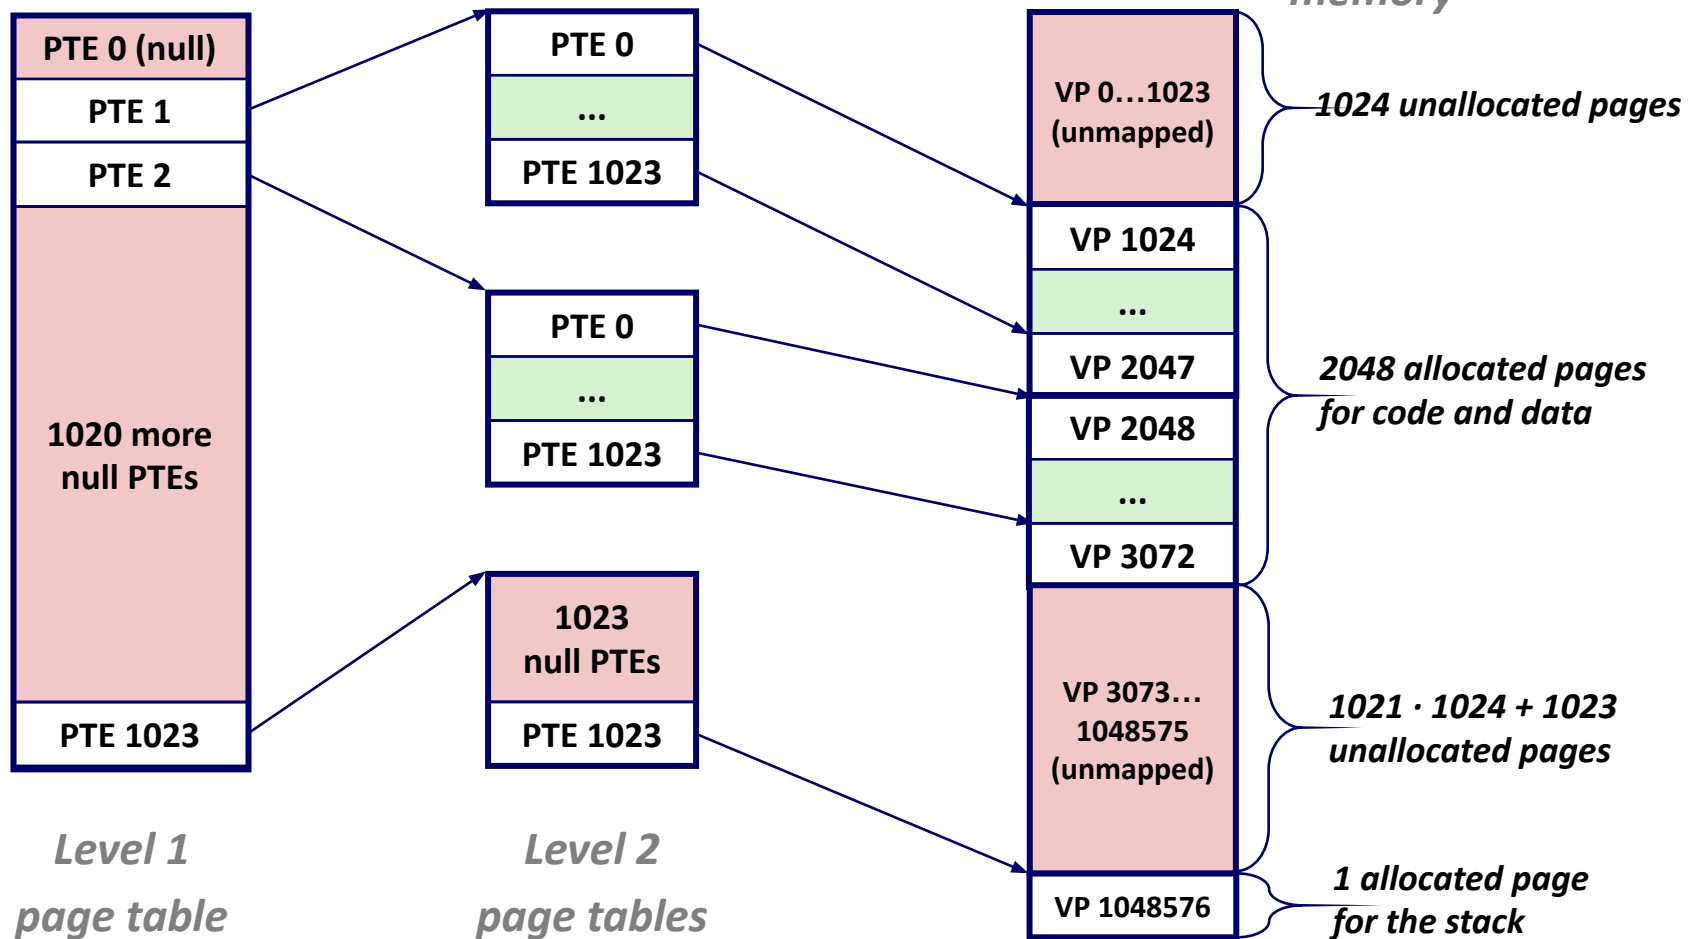 memory
PTE 0 (null)
PTE 1
PTE 2
1020 more
null PTEs
PTE 1023
Level 1
page table
PTE 0
...
PTE 1023
PTE 0
...
PTE 1023
1023
null PTEs
PTE 1023
Level 2
page tables
VP 0...1023
(unmapped)
VP 1024
...
VP 2047
VP 2048
...
VP 3072
VP 3073...
1048575
(unmapped)
VP 1048576
1024 unallocated pages
2048 allocated pages
for code and data
1021 · 1024 + 1023
unallocated pages
1 allocated page
for the stack